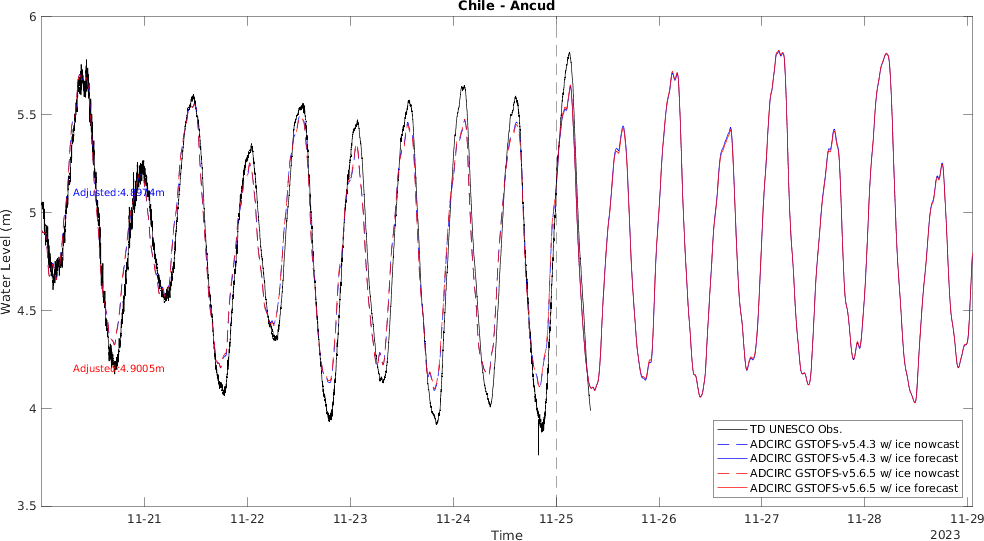 Chile - Ancud
6
5.5
5
4.5
4
3.5
Water Level (m)
Adjusted:4.8974m
Adjusted:4.9005m
TD UNESCO Obs.
ADCIRC GSTOFS-v5.4.3 w/ ice nowcast
ADCIRC GSTOFS-v5.4.3 w/ ice forecast
ADCIRC GSTOFS-v5.6.5 w/ ice nowcast
ADCIRC GSTOFS-v5.6.5 w/ ice forecast
11-21 11-22 11-23 11-24 11-25 11-26 11-27 11-28 11-29
Time
2023